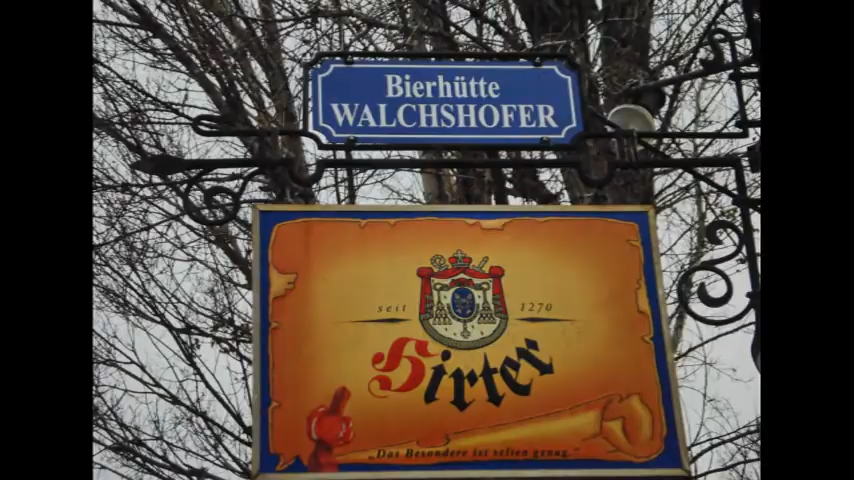 Bierhütte
WALCHSHOFER
seit 1270
Hirter
„Das Besondere ist selten genug.“